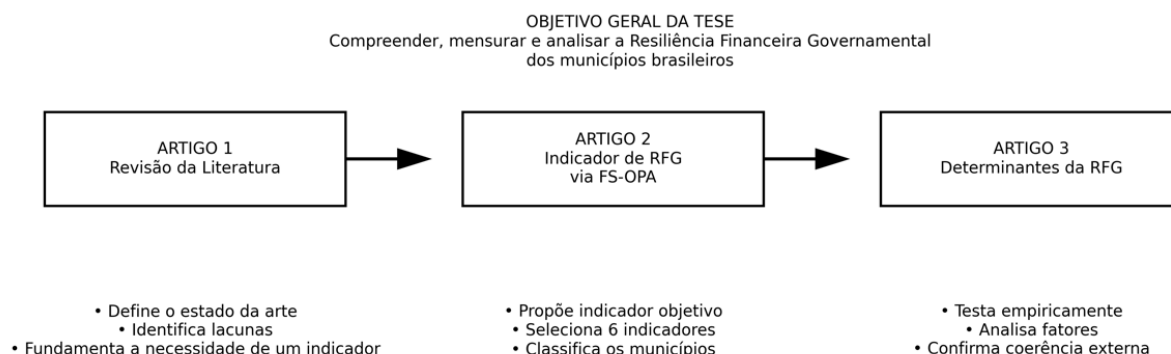 OBJETIVO GERAL DA TESE
Compreender, mensurar e analisar a Resiliência Financeira Governamental
dos municípios brasileiros
ARTIGO 1
Revisão da Literatura
ARTIGO 2
Indicador de RFG
via FS-OPA
ARTIGO 3
Determinantes da RFG
• Define o estado da arte
• Identifica lacunas
• Fundamenta a necessidade de um indicador
• Propõe indicador objetivo
• Seleciona 6 indicadores
• Classifica os municípios
• Testa empiricamente
• Analisa fatores
• Confirma coerência externa